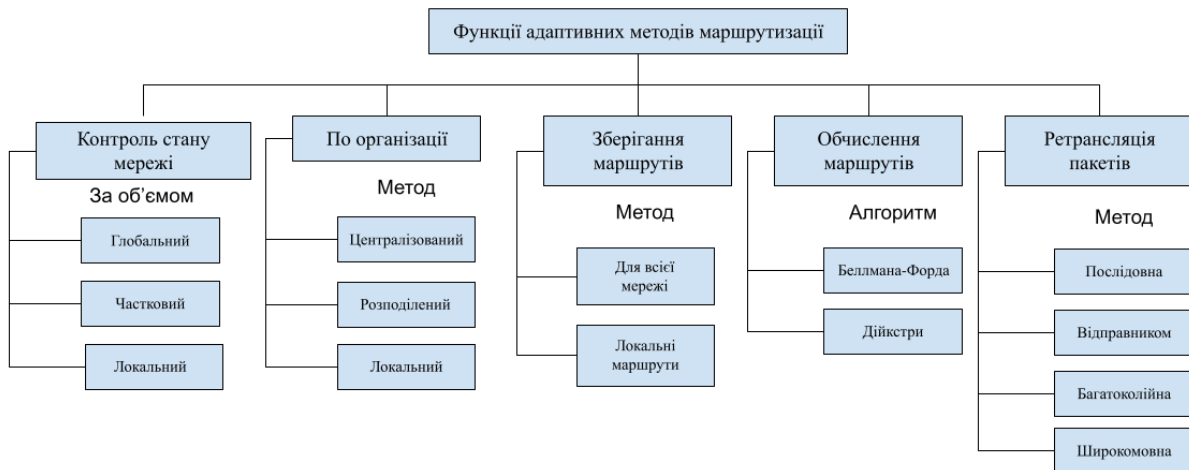 Функції адаптивних методів маршрутизації
Контроль стану
мережі
За об’ємом
Глобальний
Частковий
Локальний
По організації
Метод
Централізований
Розподілений
Локальний
Зберігання
маршрутів
Метод
Для всієї
мережі
Локальні
маршрути
Обчислення
маршрутів
Алгоритм
Беллмана-Форда
Дійкстри
Ретрансляція
пакетів
Метод
Послідовна
Відправником
Багатоколійна
Широкомовна